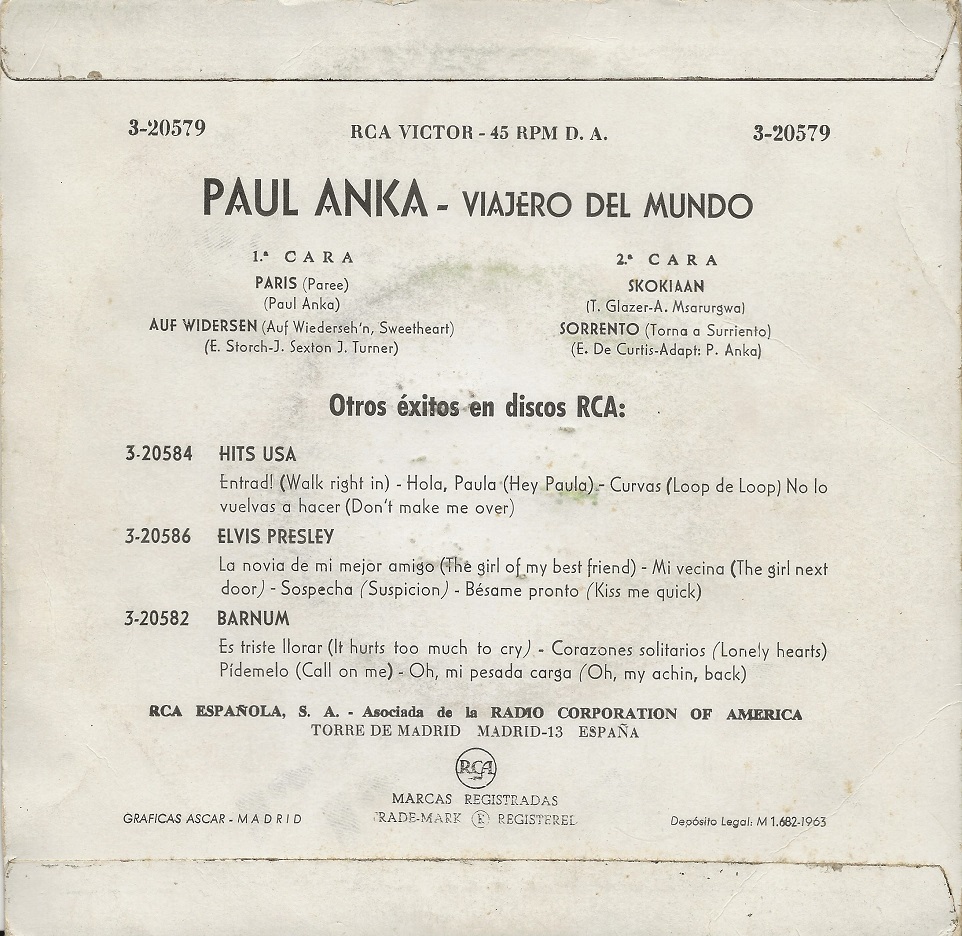 3-20579 RCA VICTOR - 45 RPM D. A. 3-20579
PAUL ANKA - VIAJERO DEL MUNDO
1.ª CARA
PARIS (Paree)
(Paul Anka)
AUF WIDERSEN (Auf Wiederseh'n, Sweetheart)
(E. Storch-J. Sexton J. Turner)
2.ª CARA
SKOKIAAN
(T. Glazer-A. Msarurgwa)
SORRENTO (Torna a Surriento)
(E. De Curtis-Adapt: P. Anka)
Otros éxitos en discos RCA:
3-20584 HITS USA
Entrad! (Walk right in) - Hola, Paula (Hey Paula) - Curvas (Loop de Loop) No lo
vuelvas a hacer (Don't make me over)
3-20586 ELVIS PRESLEY
La novia de mi mejor amigo (The girl of my best friend) - Mi vecina (The girl next
door) - Sospecha (Suspicion) - Bésame pronto (Kiss me quick)
3-20582 BARNUM
Es triste llorar (It hurts too much to cry) - Corazones solitarios (Lonely hearts)
Pídemelo (Call on me) - Oh, mi pesada carga (Oh, my achin, back)
RCA ESPAÑOLA, S. A. - Asociada de la RADIO CORPORATION OF AMERICA
TORRE DE MADRID MADRID-13 ESPAÑA
RCA
MARCAS REGISTRADAS
TRADE-MARK ® REGISTERED
GRAFICAS ASCAR - MADRID
Depósito Legal: M 1.682-1963